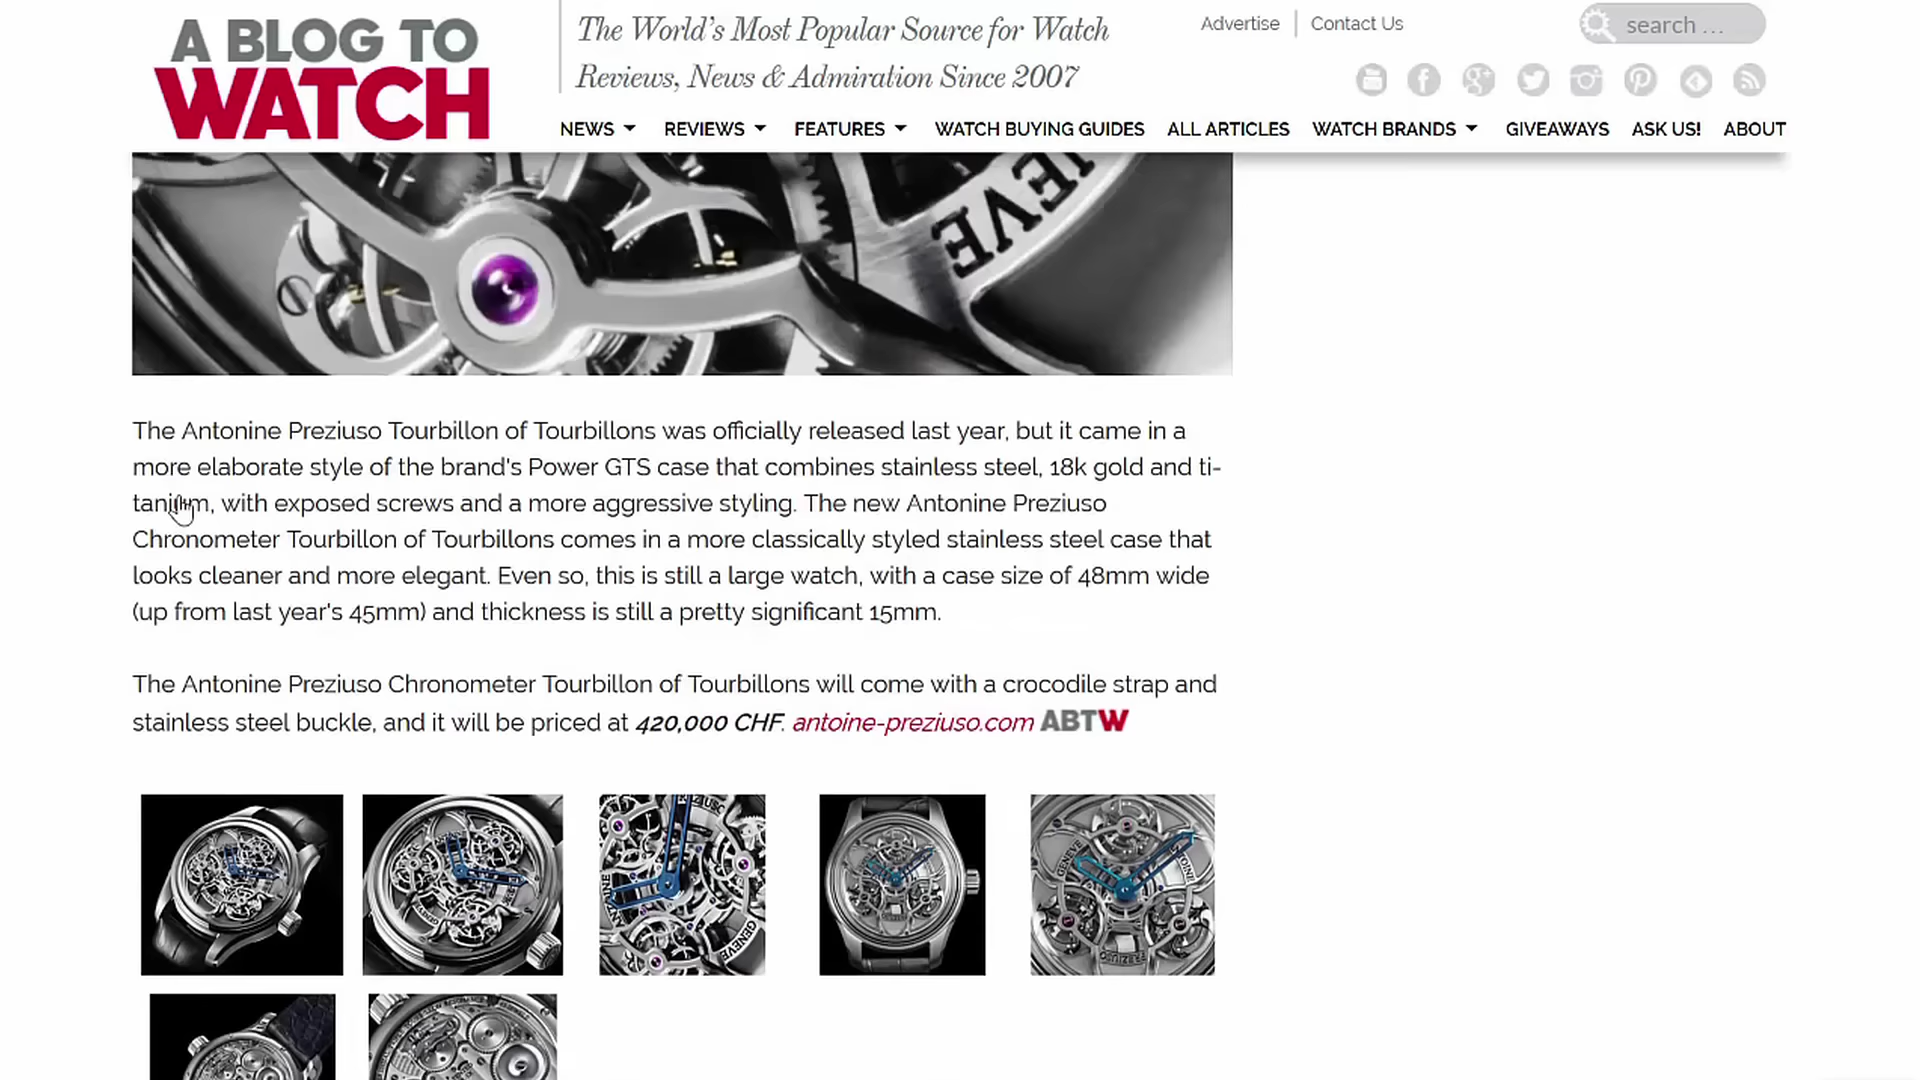 A BLOG TO
WATCH
The World's Most Popular Source for Watch
Reviews, News & Admiration Since 2007
Advertise
Contact Us
search ...
NEWS
REVIEWS
FEATURES
WATCH BUYING GUIDES
ALL ARTICLES
WATCH BRANDS
GIVEAWAYS
ASK US!
ABOUT
The Antonine Preziuso Tourbillon of Tourbillons was officially released last year, but it came in a
more elaborate style of the brand's Power GTS case that combines stainless steel, 18k gold and ti-
tanium, with exposed screws and a more aggressive styling. The new Antonine Preziuso
Chronometer Tourbillon of Tourbillons comes in a more classically styled stainless steel case that
looks cleaner and more elegant. Even so, this is still a large watch, with a case size of 48mm wide
(up from last year's 45mm) and thickness is still a pretty significant 15mm.
The Antonine Preziuso Chronometer Tourbillon of Tourbillons will come with a crocodile strap and
stainless steel buckle, and it will be priced at 420,000 CHF. antoine-preziuso.com ABTW
GENEVE
GENEVE
ANTOINE
PREZIUSO